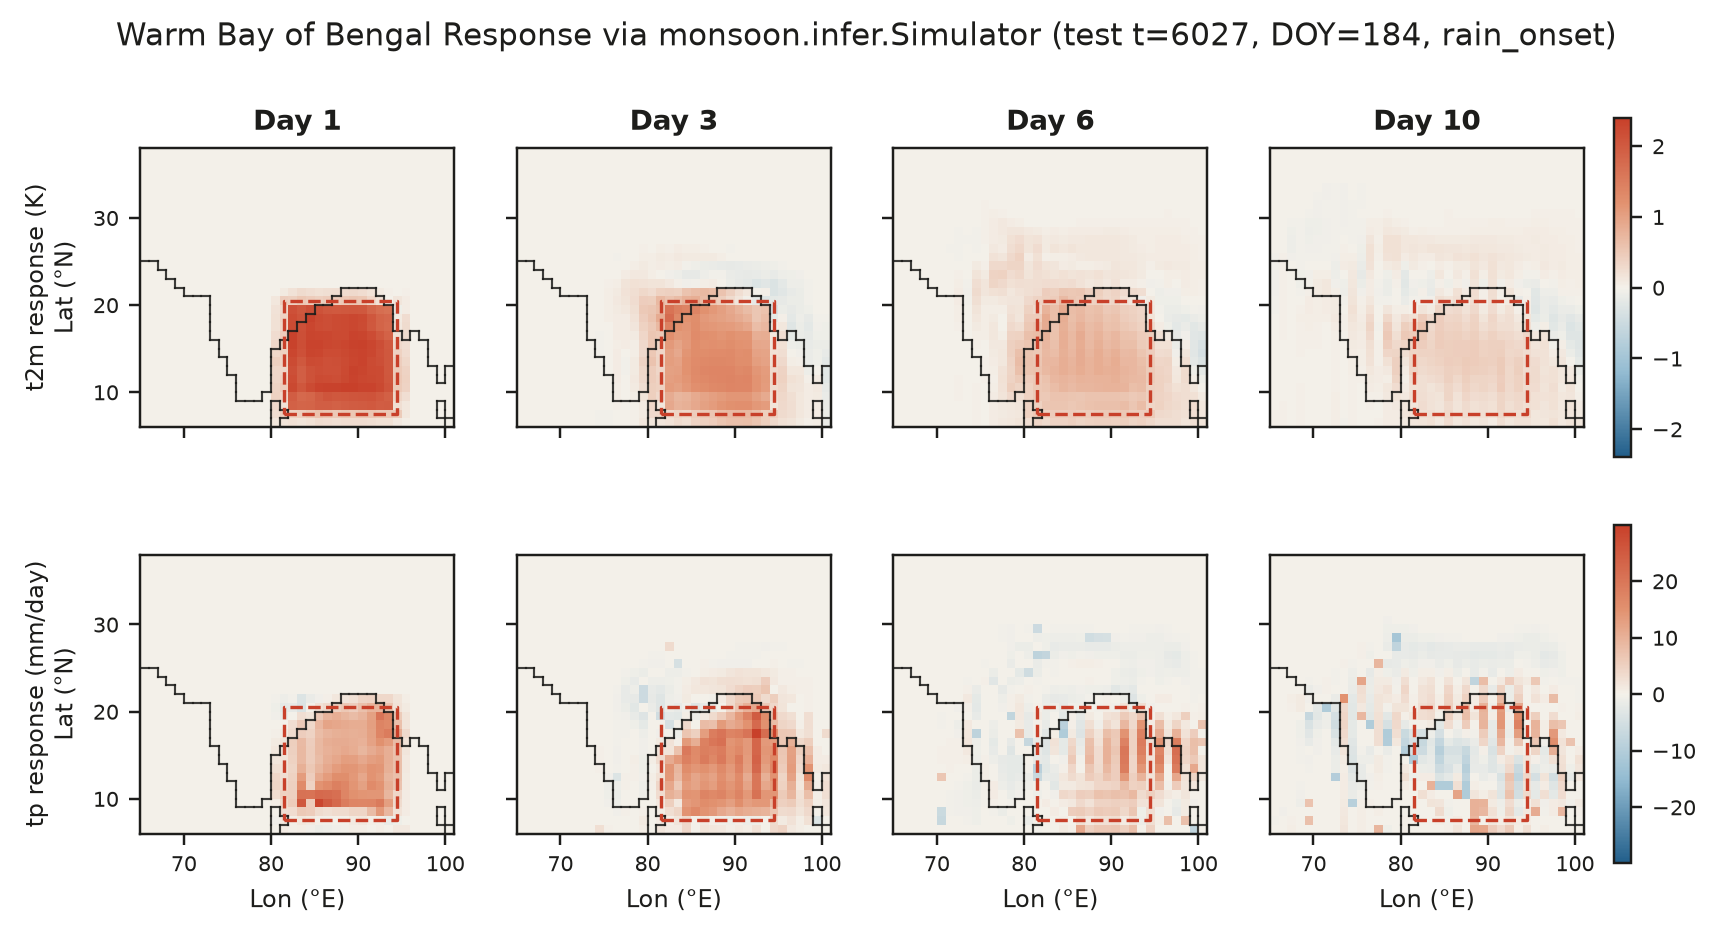 Warm Bay of Bengal Response via monsoon.infer.Simulator (test t=6027, DOY=184, rain_onset)
Day 1
Day 3
Day 6
Day 10
t2m response (K)
Lat (°N)
30
20
10
2
1
0
−1
−2
tp response (mm/day)
Lat (°N)
30
20
10
20
10
0
−10
−20
70 80 90 100
70 80 90 100
70 80 90 100
70 80 90 100
Lon (°E)
Lon (°E)
Lon (°E)
Lon (°E)